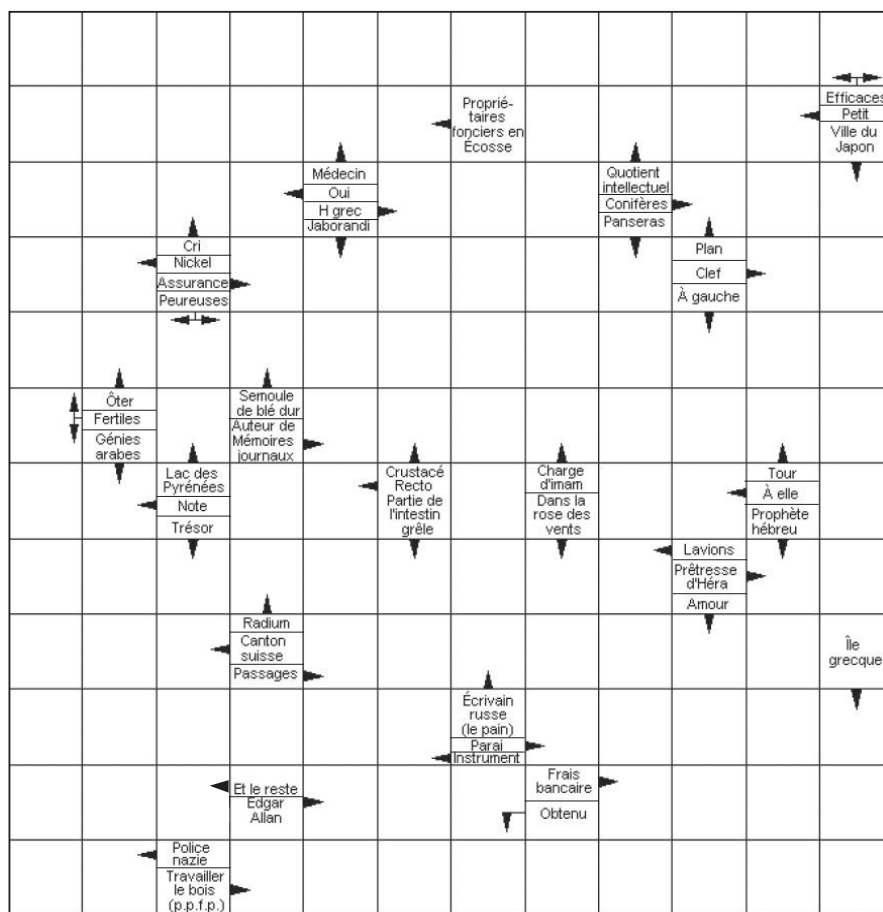 Proprié-
taires
fonciers en
Écosse
Efficaces
Petit
Ville du
Japon
Médecin
Oui
H grec
Jaborandi
Quotient
intellectuel
Conifères
Panseras
Cri
Nickel
Assurance
Peureuses
Plan
Clef
À gauche
Ôter
Fertiles
Génies
arabes
Semoule
de blé dur
Auteur de
Mémoires
journaux
Lac des
Pyrénées
Note
Trésor
Crustacé
Recto
Partie de
l'intestin
grêle
Charge
d'imam
Dans la
rose des
vents
Tour
À elle
Prophète
hébreu
Lavions
Prêtresse
d'Héra
Amour
Radium
Canton
suisse
Passages
Île
grecque
Écrivain
russe
(le pain)
Parai
Instrument
Et le reste
Edgar
Allan
Frais
bancaire
Obtenu
Police
nazie
Travailler
le bois
(p.p.f.p.)